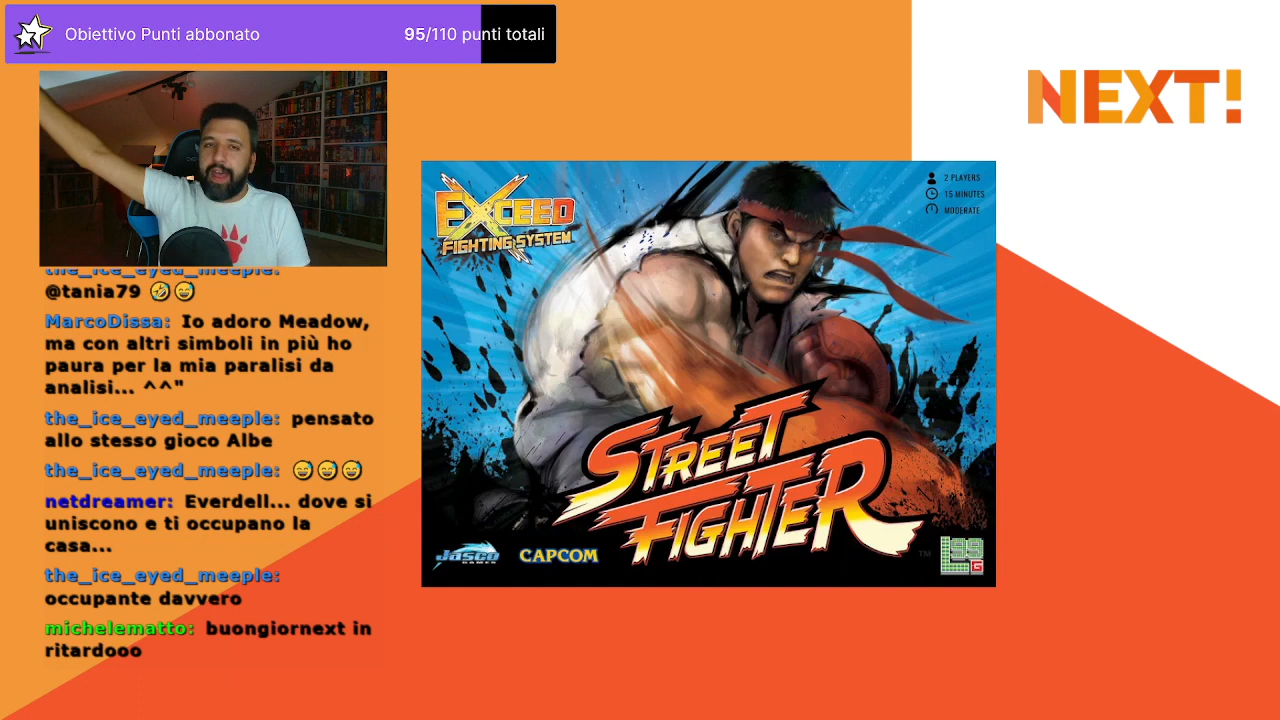 Obiettivo Punti abbonato
95/110 punti totali
NEXT!
the_ice_eyed_meeple:
@tania79 🤣😅
MarcoDissa: Io adoro Meadow,
ma con altri simboli in più ho
paura per la mia paralisi da
analisi... ^^"
the_ice_eyed_meeple: pensato
allo stesso gioco Albe
the_ice_eyed_meeple: 😅😅😅
netdreamer: Everdell... dove si
uniscono e ti occupano la
casa...
the_ice_eyed_meeple:
occupante davvero
michelematto: buongiornext in
ritardooo
EXCEED
FIGHTING SYSTEM
2 PLAYERS
15 MINUTES
MODERATE
STREET
FIGHTER
TM
JASCO
GAMES
CAPCOM
L99
G